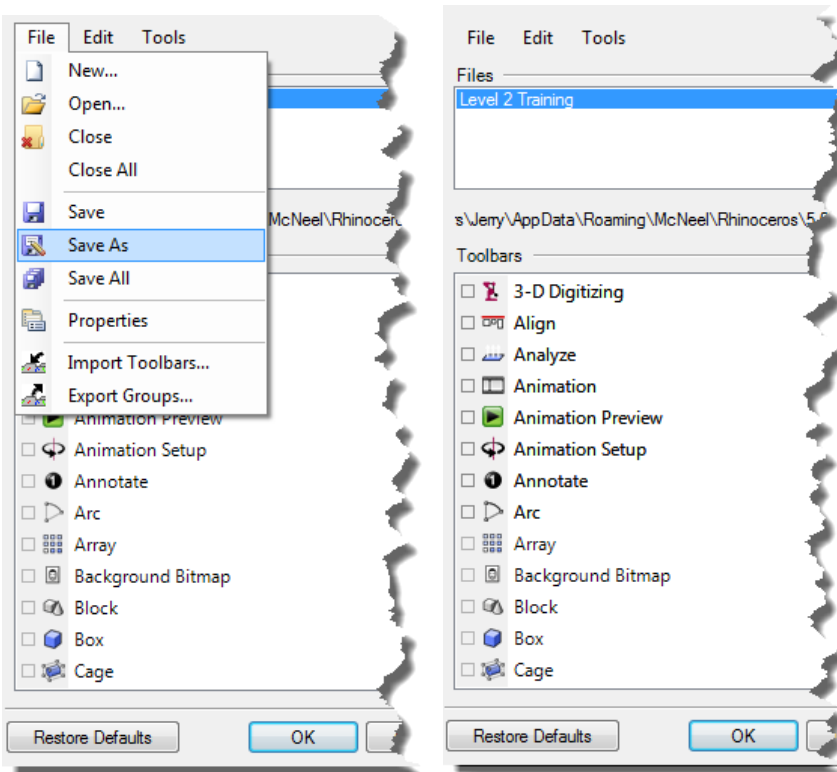 File Edit Tools
New...
Open...
Close
Close All
Save
Save As
Save All
Properties
Import Toolbars...
Export Groups...
McNeel\Rhinocero
Animation Preview
Animation Setup
Annotate
Arc
Array
Background Bitmap
Block
Box
Cage
Restore Defaults OK
File Edit Tools
Files
Level 2 Training
s\Jerry\AppData\Roaming\McNeel\Rhinoceros\5.
Toolbars
3-D Digitizing
Align
Analyze
Animation
Animation Preview
Animation Setup
Annotate
Arc
Array
Background Bitmap
Block
Box
Cage
Restore Defaults OK